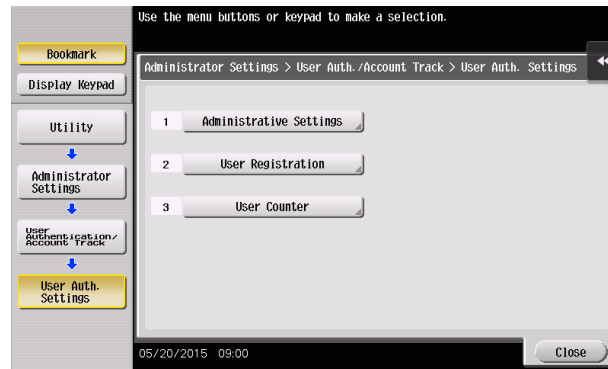 Use the menu buttons or keypad to make a selection.
Bookmark
Display Keypad
Utility
Administrator
Settings
User
Authentication/
Account Track
User Auth.
Settings
Administrator Settings > User Auth./Account Track > User Auth. Settings
1 Administrative Settings
2 User Registration
3 User Counter
05/20/2015 09:00
Close